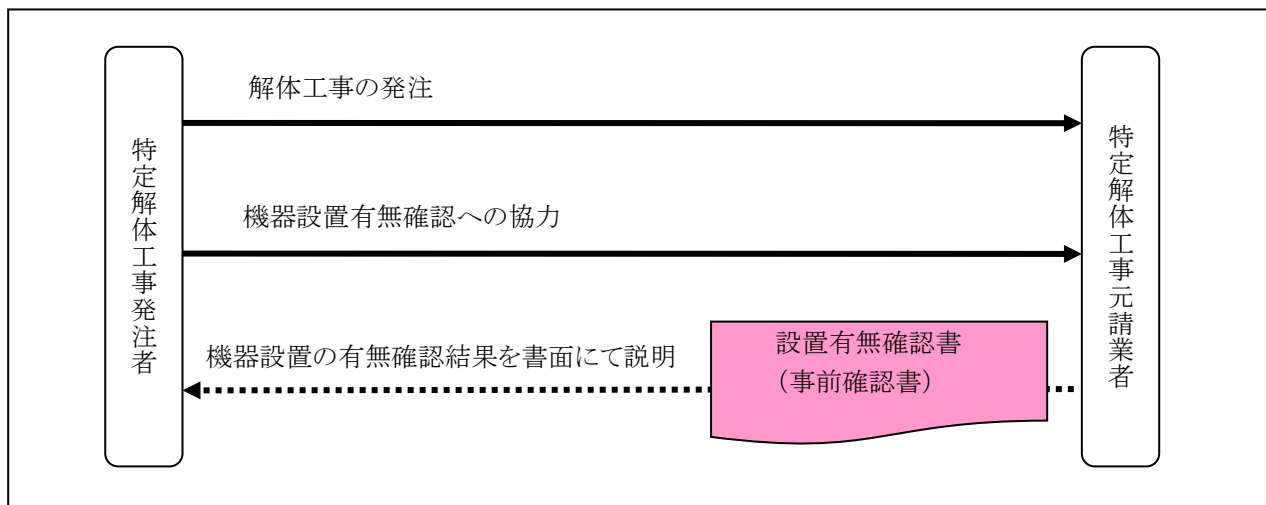 特定解体工事発注者
解体工事の発注
機器設置有無確認への協力
機器設置の有無確認結果を書面にて説明
設置有無確認書
（事前確認書）
特定解体工事元請業者